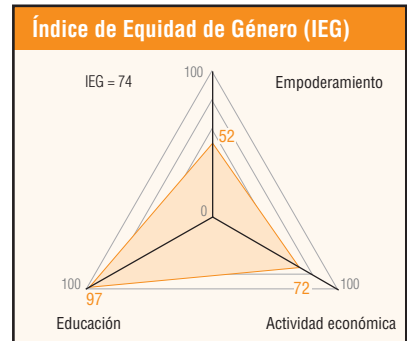 Índice de Equidad de Género (IEG)
IEG = 74
100
Empoderamiento
52
0
100
97
72
100
Educación
Actividad económica